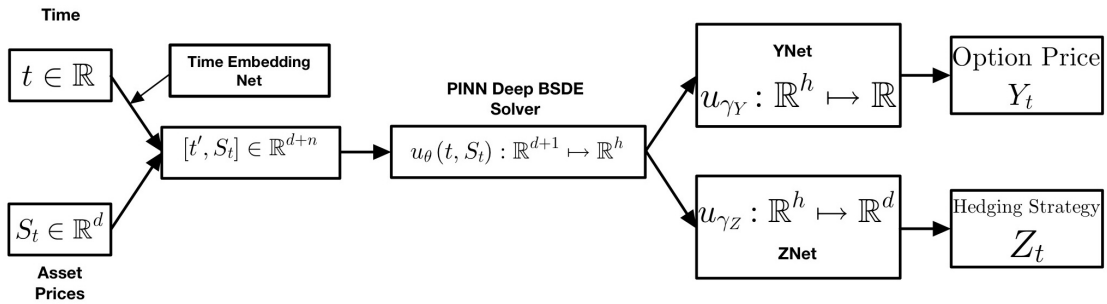 Time
t ∈ ℝ
Time Embedding
Net
[t′, S_t] ∈ ℝ^{d+n}
S_t ∈ ℝ^d
Asset
Prices
PINN Deep BSDE
Solver
u_θ (t, S_t) : ℝ^{d+1} ↦ ℝ^h
YNet
u_{γ_Y} : ℝ^h ↦ ℝ
u_{γ_Z} : ℝ^h ↦ ℝ^d
ZNet
Option Price
Y_t
Hedging Strategy
Z_t